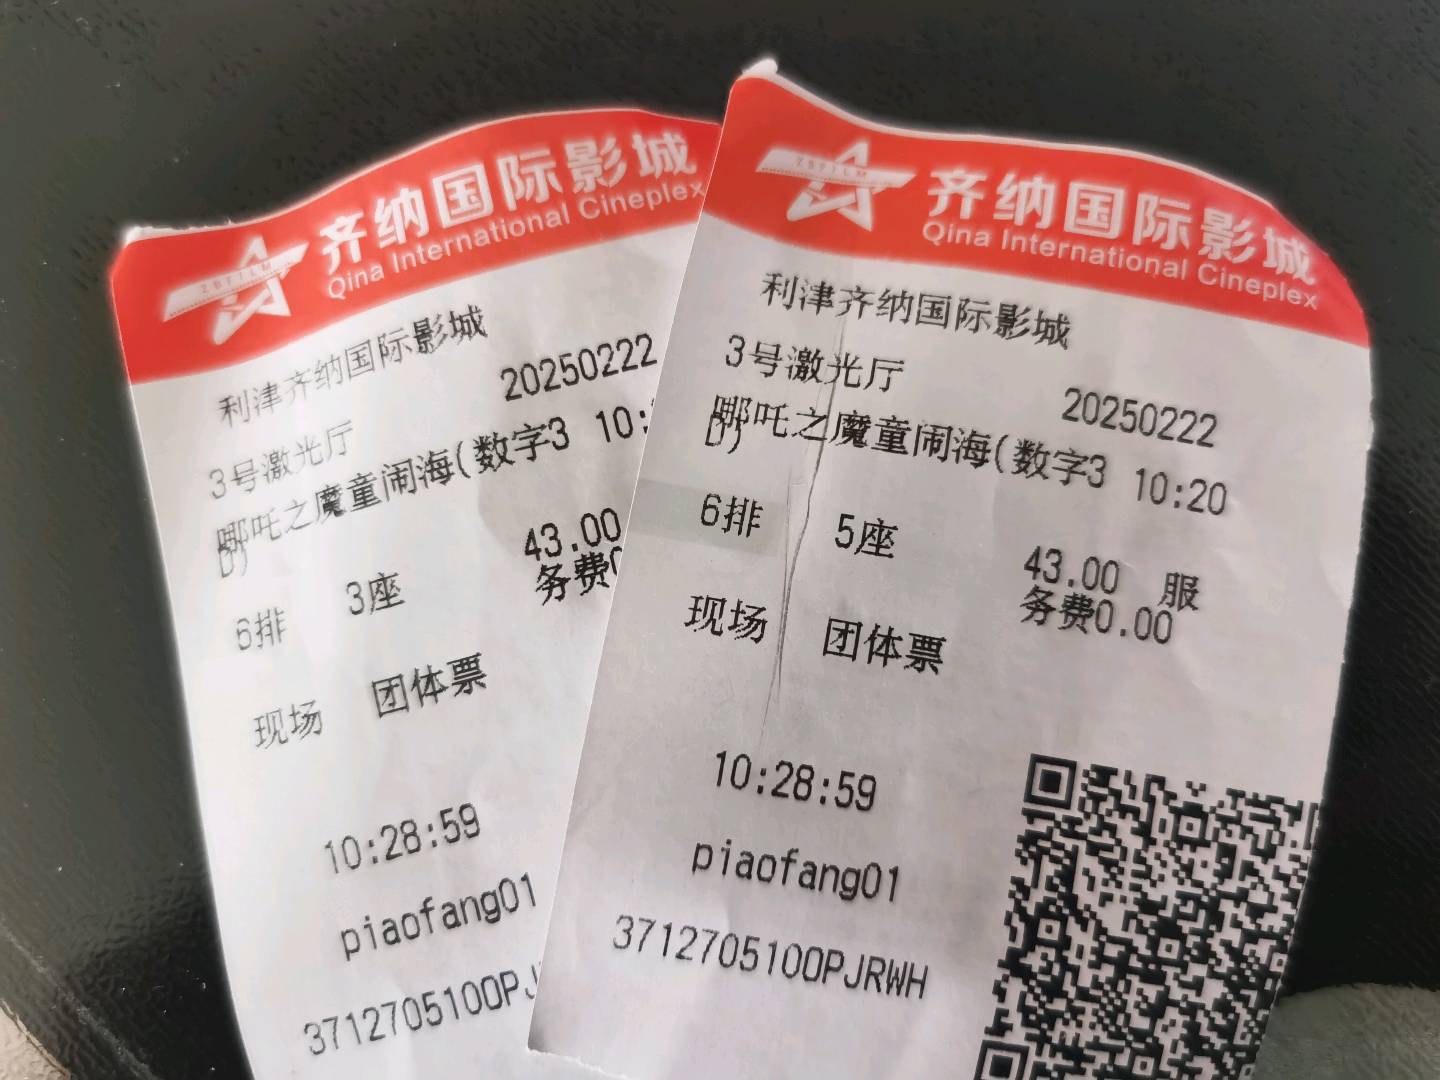 齐纳国际影城
Qina International Cineplex
利津齐纳国际影城
3号激光厅
20250222
哪吒之魔童闹海(数字3 10:
D)
6排 3座 43.00
务费0
现场 团体票
10:28:59
piaofang01
3712705100PJ
ZBFILM
齐纳国际影城
Qina International Cineplex
利津齐纳国际影城
3号激光厅
20250222
哪吒之魔童闹海(数字3 10:20
D)
6排 5座 43.00 服
务费0.00
现场 团体票
10:28:59
piaofang01
3712705100PJRWH